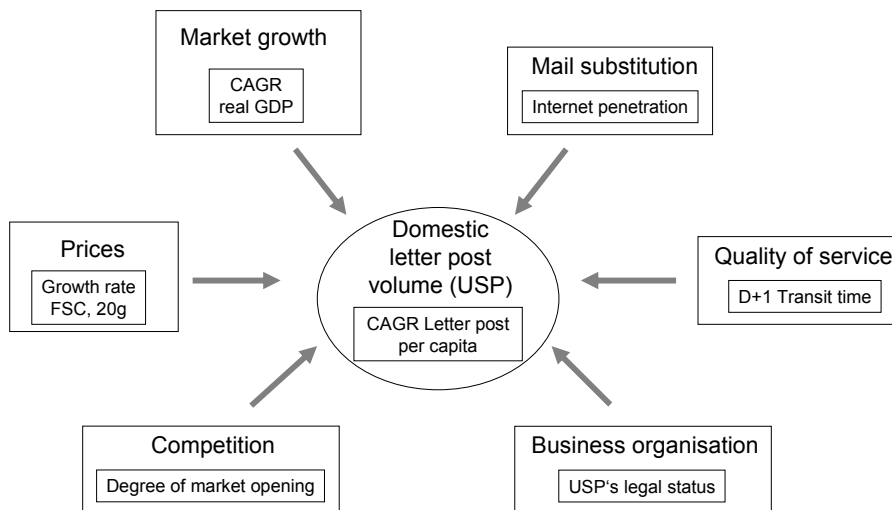 Market growth
CAGR
real GDP
Mail substitution
Internet penetration
Prices
Growth rate
FSC, 20g
Domestic
letter post
volume (USP)
CAGR Letter post
per capita
Quality of service
D+1 Transit time
Competition
Degree of market opening
Business organisation
USP‘s legal status